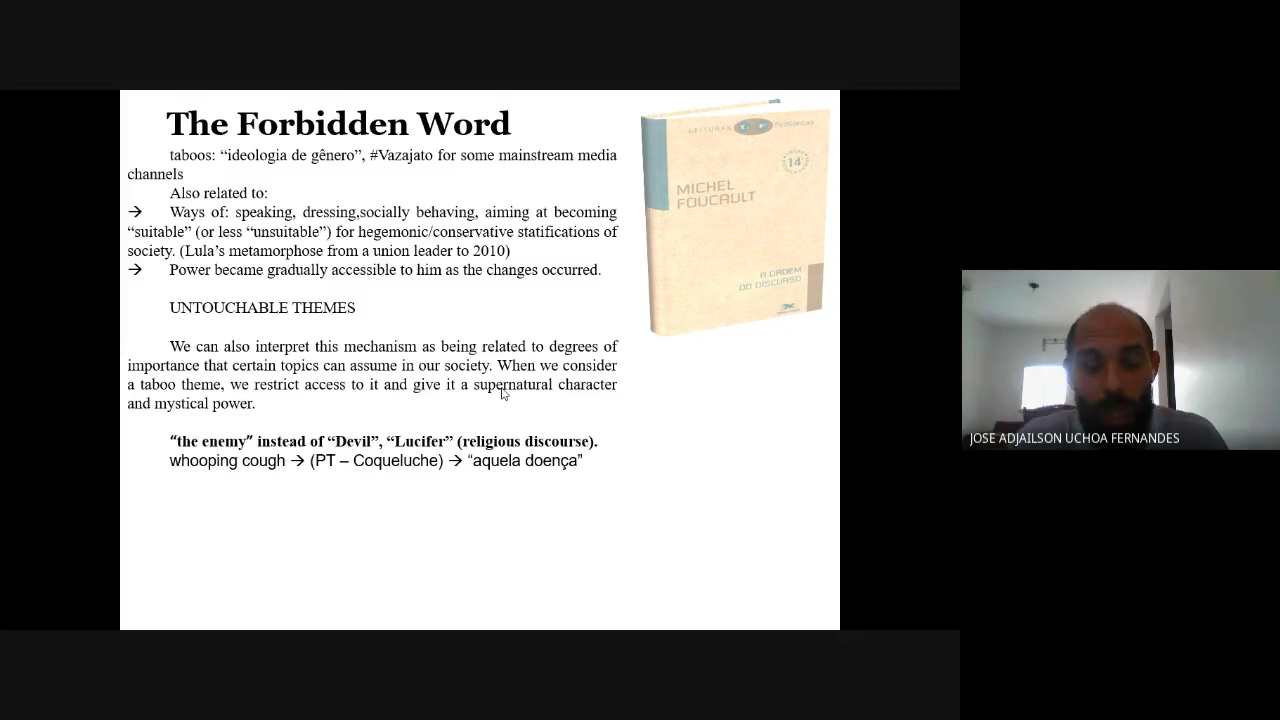 The Forbidden Word
taboos: “ideologia de gênero”, #Vazajato for some mainstream media
channels
Also related to:
→ Ways of: speaking, dressing,socially behaving, aiming at becoming
“suitable” (or less “unsuitable”) for hegemonic/conservative statifications of
society. (Lula’s metamorphose from a union leader to 2010)
→ Power became gradually accessible to him as the changes occurred.
UNTOUCHABLE THEMES
We can also interpret this mechanism as being related to degrees of
importance that certain topics can assume in our society. When we consider
a taboo theme, we restrict access to it and give it a supernatural character
and mystical power.
“the enemy” instead of “Devil”, “Lucifer” (religious discourse).
whooping cough → (PT – Coqueluche) → “aquela doença”
LEITURAS FILOSÓFICAS
14
MICHEL
FOUCAULT
A ORDEM
DO DISCURSO
JOSE ADJAILSON UCHOA FERNANDES